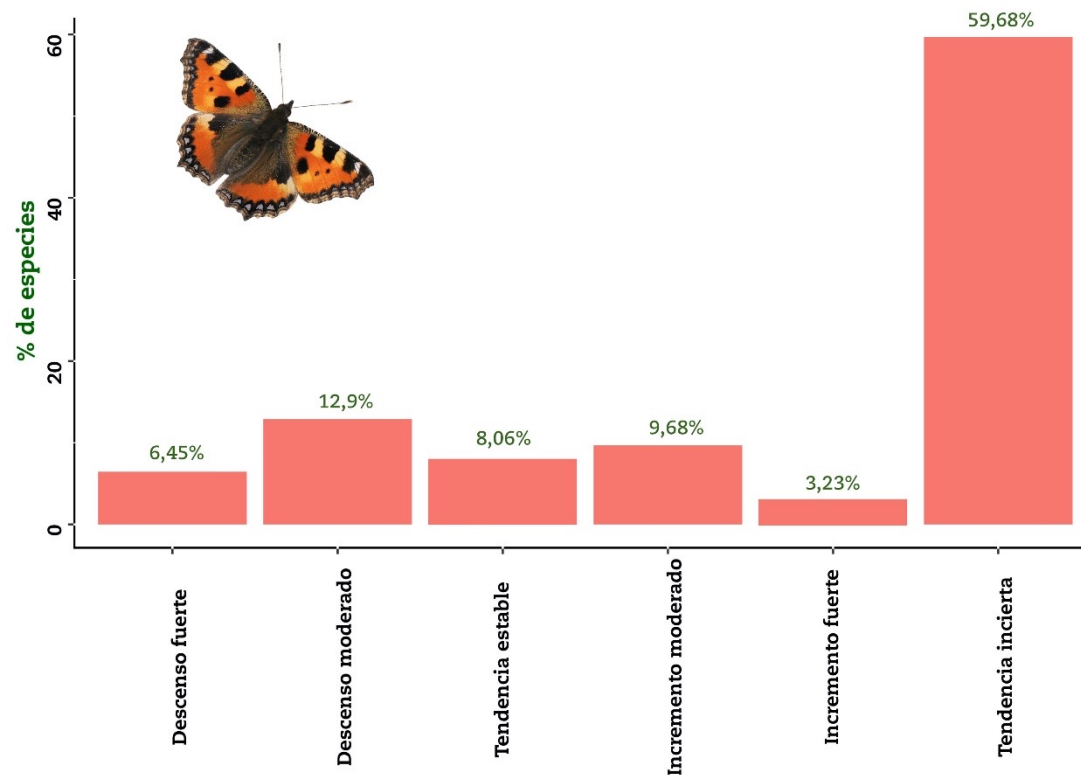 % de especies
60
40
20
0
6,45%
12,9%
8,06%
9,68%
3,23%
59,68%
Descenso fuerte
Descenso moderado
Tendencia estable
Incremento moderado
Incremento fuerte
Tendencia incierta